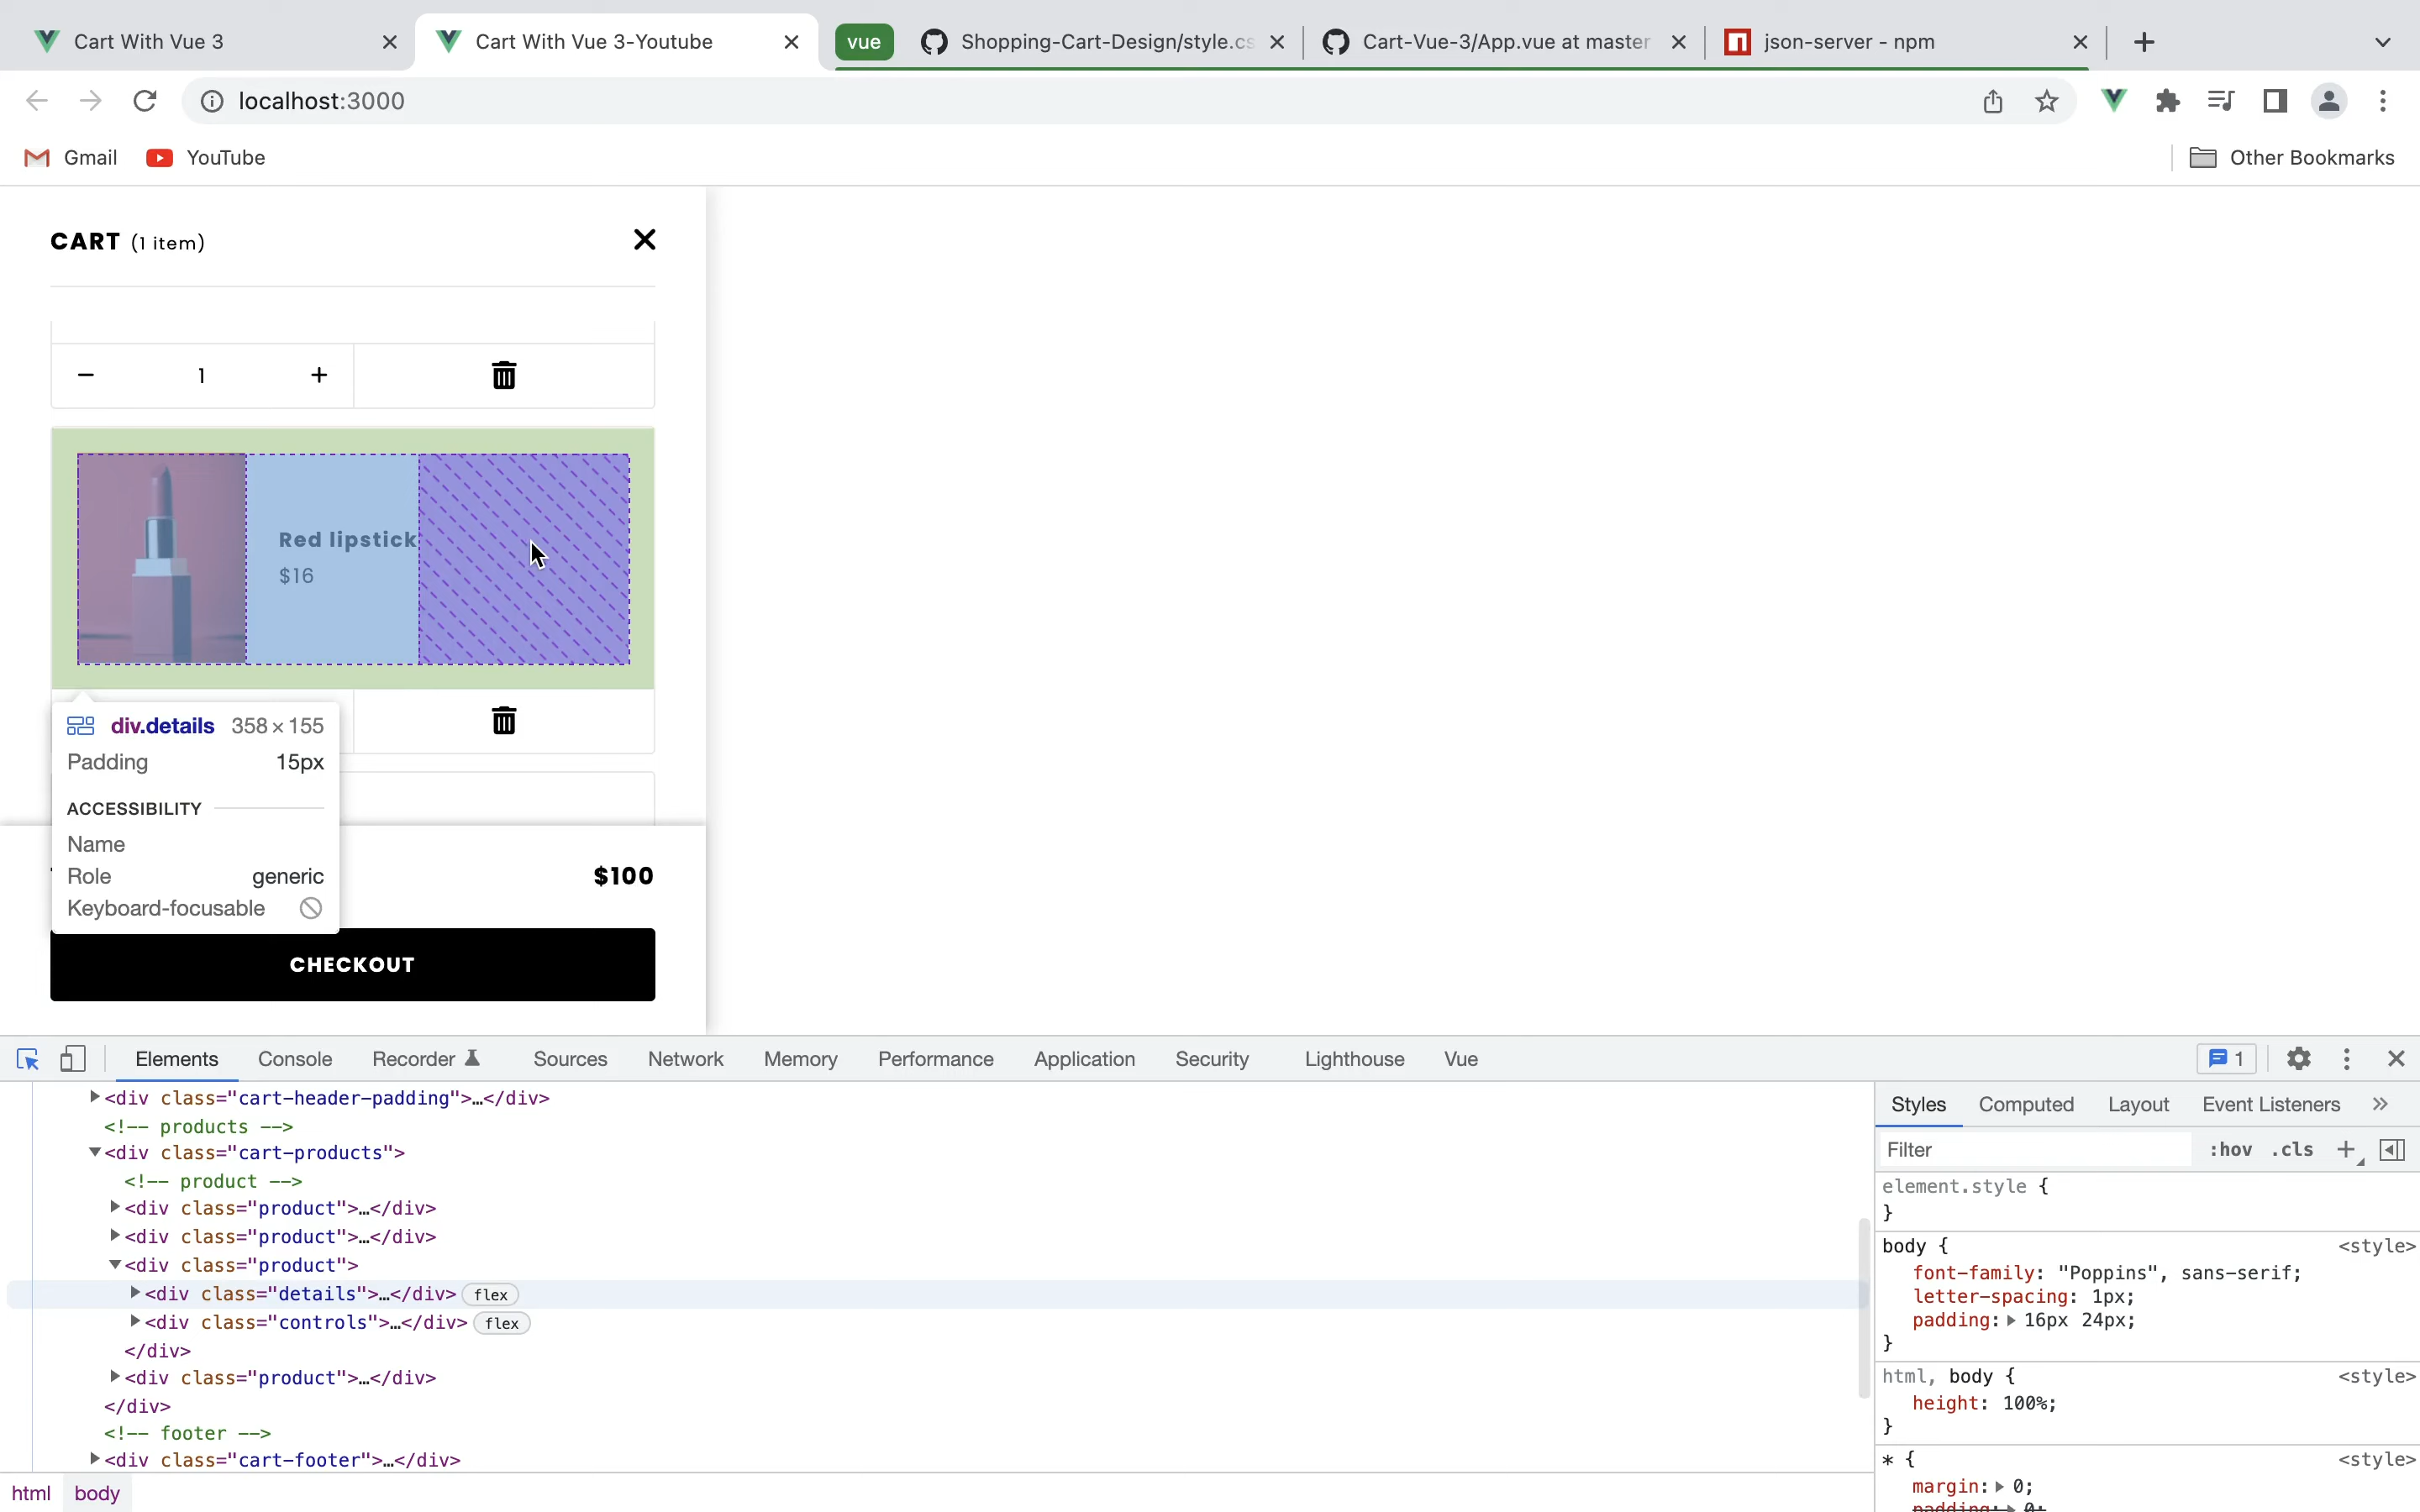 Cart With Vue 3
Cart With Vue 3-Youtube
vue
Shopping-Cart-Design/style.cs
Cart-Vue-3/App.vue at master
json-server - npm
localhost:3000
Gmail
YouTube
Other Bookmarks
CART (1 item)
1
Red lipstick
$16
div.details 358×155
Padding 15px
ACCESSIBILITY
Name
Role generic
Keyboard-focusable
$100
CHECKOUT
Elements Console Recorder Sources Network Memory Performance Application Security Lighthouse Vue 1
<div class="cart-header-padding">…</div>
<!-- products -->
<div class="cart-products">
<!-- product -->
<div class="product">…</div>
<div class="product">…</div>
<div class="product">
<div class="details">…</div> flex
<div class="controls">…</div> flex
</div>
<div class="product">…</div>
</div>
<!-- footer -->
<div class="cart-footer">…</div>
html body
Styles Computed Layout Event Listeners »
Filter :hov .cls +
element.style {
}
body { <style>
font-family: "Poppins", sans-serif;
letter-spacing: 1px;
padding: 16px 24px;
}
html, body { <style>
height: 100%;
}
* { <style>
margin: 0;
padding: 0;